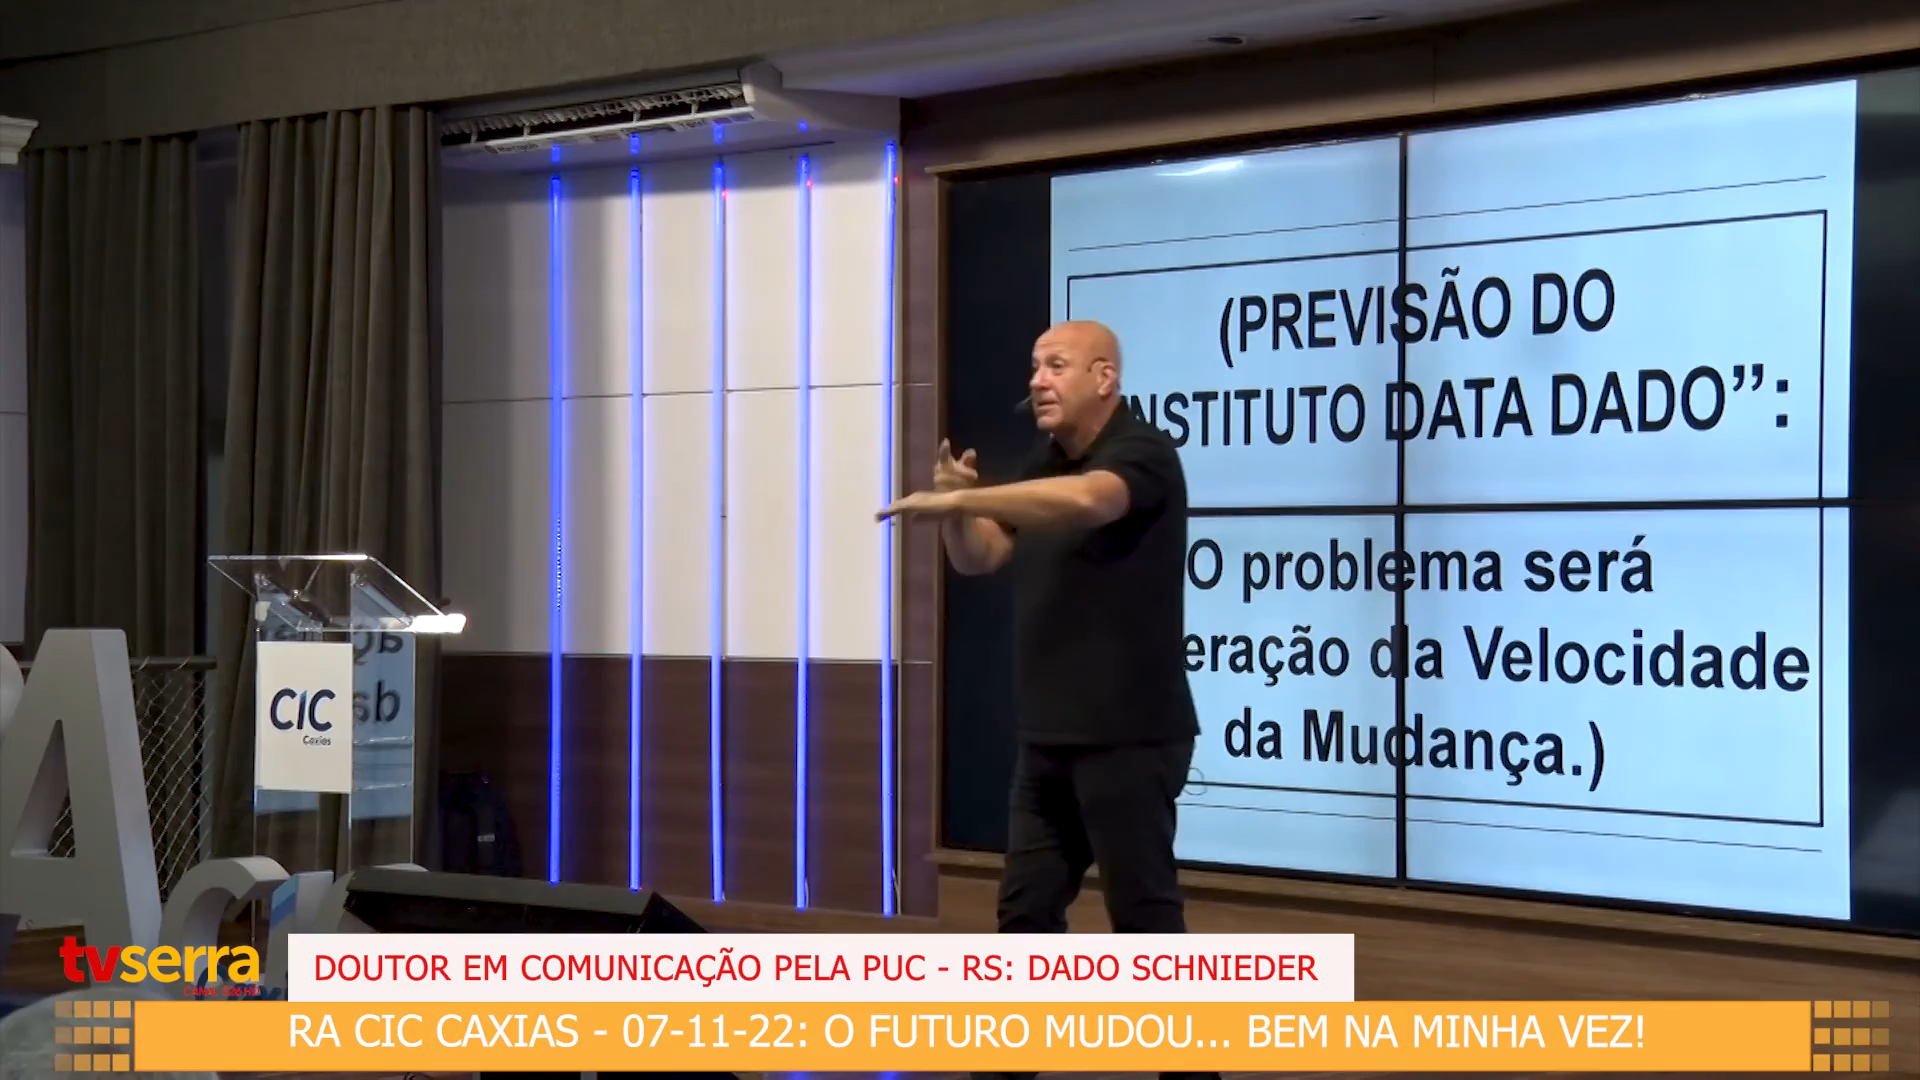 (PREVISÃO DO
NSTITUTO DATA DADO”:
O problema será
eração da Velocidade
da Mudança.)
CIC
Caxias
tvserra
DOUTOR EM COMUNICAÇÃO PELA PUC - RS: DADO SCHNIEDER
RA CIC CAXIAS - 07-11-22: O FUTURO MUDOU... BEM NA MINHA VEZ!